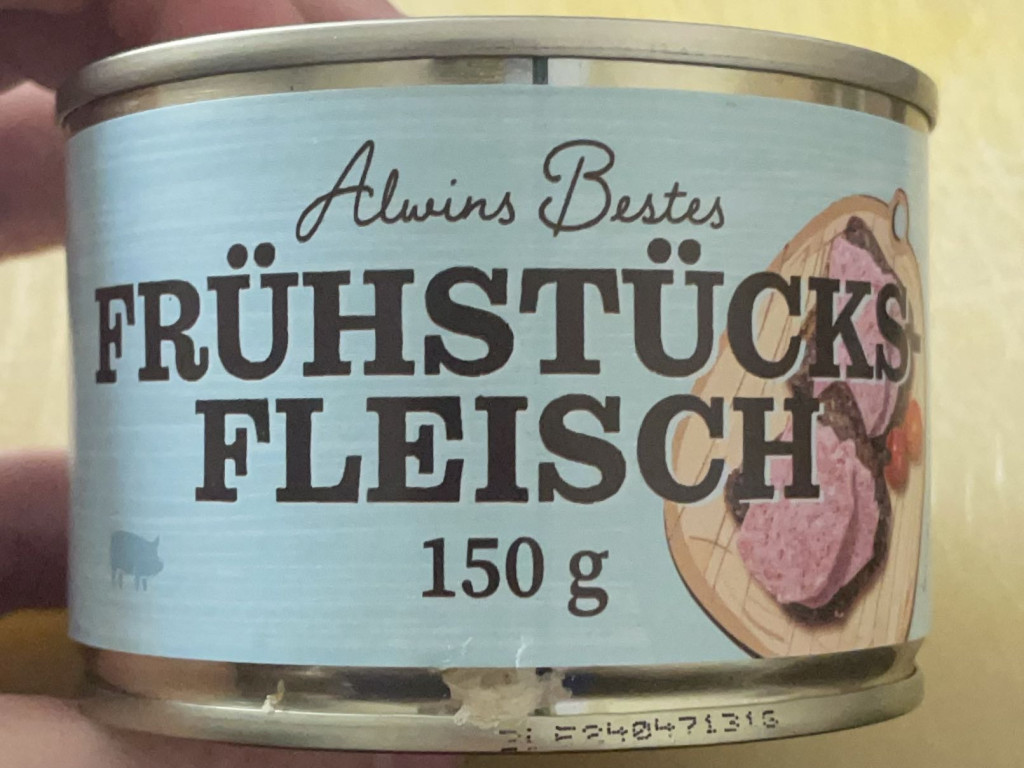 Alwins Bestes
FRÜHSTÜCKS-
FLEISCH
150 g